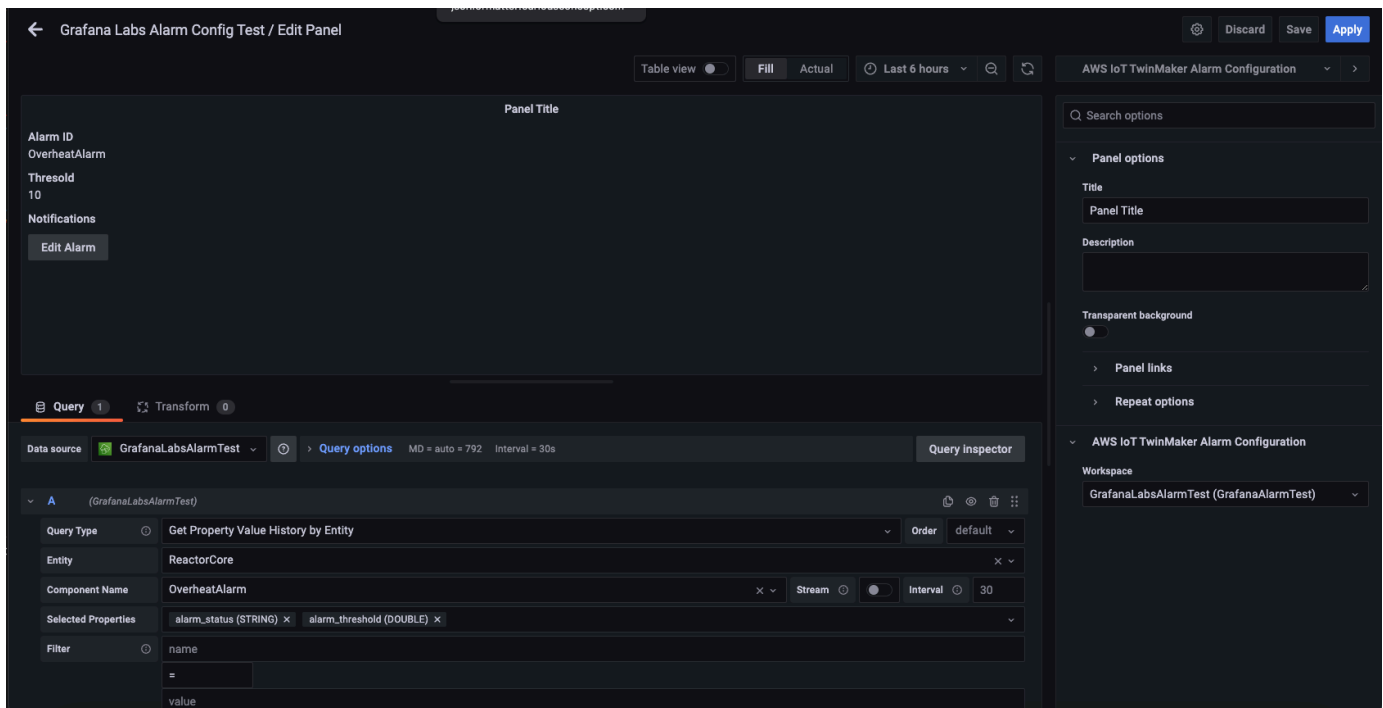 Grafana Labs Alarm Config Test / Edit Panel
Discard Save Apply
Table view Fill Actual Last 6 hours
AWS IoT TwinMaker Alarm Configuration
Panel Title
Alarm ID
OverheatAlarm
Thresold
10
Notifications
Edit Alarm
Search options
Panel options
Title
Panel Title
Description
Transparent background
Panel links
Repeat options
AWS IoT TwinMaker Alarm Configuration
Workspace
GrafanaLabsAlarmTest (GrafanaAlarmTest)
Query 1 Transform 0
Data source GrafanaLabsAlarmTest Query options MD = auto = 792 Interval = 30s Query inspector
A (GrafanaLabsAlarmTest)
Query Type Get Property Value History by Entity Order default
Entity ReactorCore
Component Name OverheatAlarm Stream Interval 30
Selected Properties alarm_status (STRING) alarm_threshold (DOUBLE)
Filter name
=
value